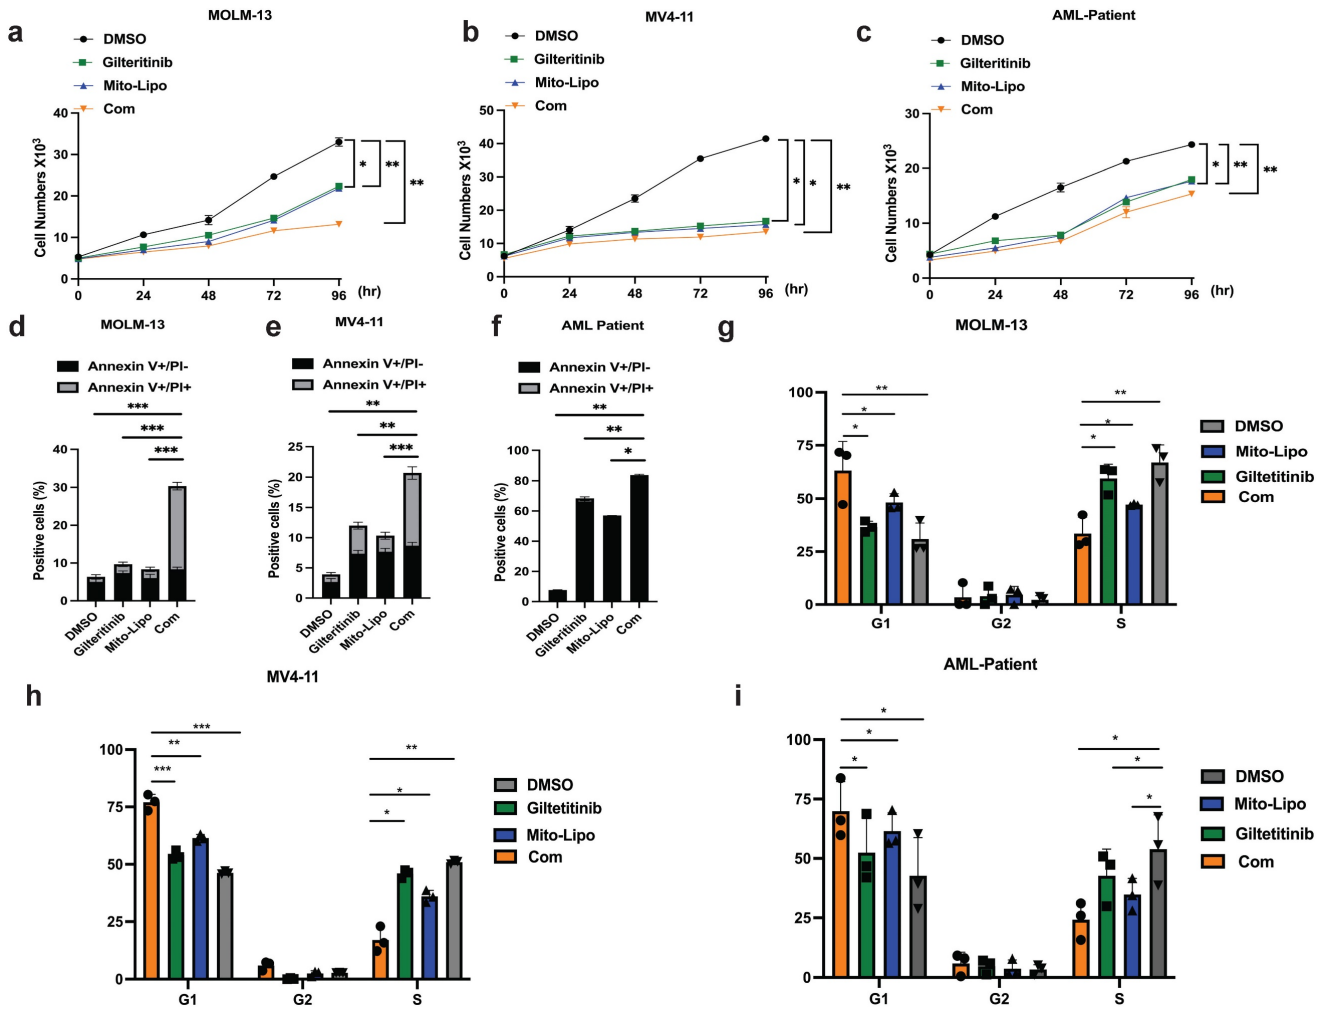 a
MOLM-13
DMSO
Gilteritinib
Mito-Lipo
Com
Cell Numbers X10³
40
30
20
10
0
0 24 48 72 96 (hr)
*
**
**
b
MV4-11
DMSO
Gilteritinib
Mito-Lipo
Com
Cell Numbers X10³
50
40
30
20
10
0
0 24 48 72 96 (hr)
*
*
**
c
AML-Patient
DMSO
Gilteritinib
Mito-Lipo
Com
Cell Numbers X10³
30
20
10
0
0 24 48 72 96 (hr)
*
**
**
d
MOLM-13
Annexin V+/PI-
Annexin V+/PI+
***
***
***
Positive cells (%)
40
30
20
10
0
DMSO
Gilteritinib
Mito-Lipo
Com
e
MV4-11
Annexin V+/PI-
Annexin V+/PI+
**
**
***
Positive cells (%)
25
20
15
10
5
0
DMSO
Gilteritinib
Mito-Lipo
Com
f
AML Patient
Annexin V+/PI-
Annexin V+/PI+
**
**
*
Positive cells (%)
100
80
60
40
20
0
DMSO
Gilteritinib
Mito-Lipo
Com
g
MOLM-13
100
75
50
25
0
**
*
*
**
*
*
G1 G2 S
DMSO
Mito-Lipo
Giltetitinib
Com
h
MV4-11
100
75
50
25
0
***
**
***
**
*
*
G1 G2 S
DMSO
Giltetitinib
Mito-Lipo
Com
i
AML-Patient
100
75
50
25
0
*
*
*
*
*
*
G1 G2 S
DMSO
Mito-Lipo
Giltetitinib
Com